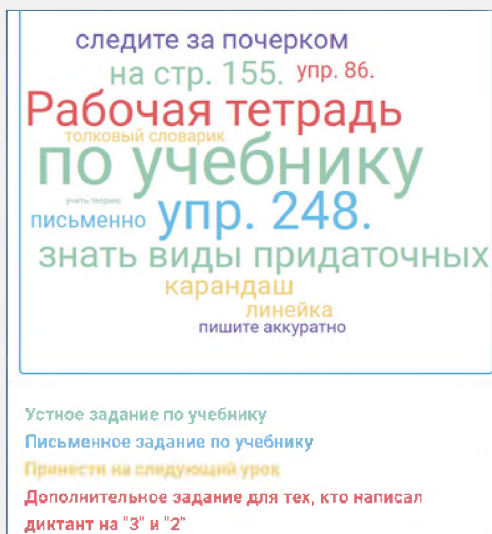 следите за почерком
на стр. 155. упр. 86.
Рабочая тетрадь
толковый словарик
по учебнику
учить теорию
письменно упр. 248.
знать виды придаточных
карандаш
линейка
пишите аккуратно
Устное задание по учебнику
Письменное задание по учебнику
Принести на следующий урок
Дополнительное задание для тех, кто написал
диктант на "3" и "2"